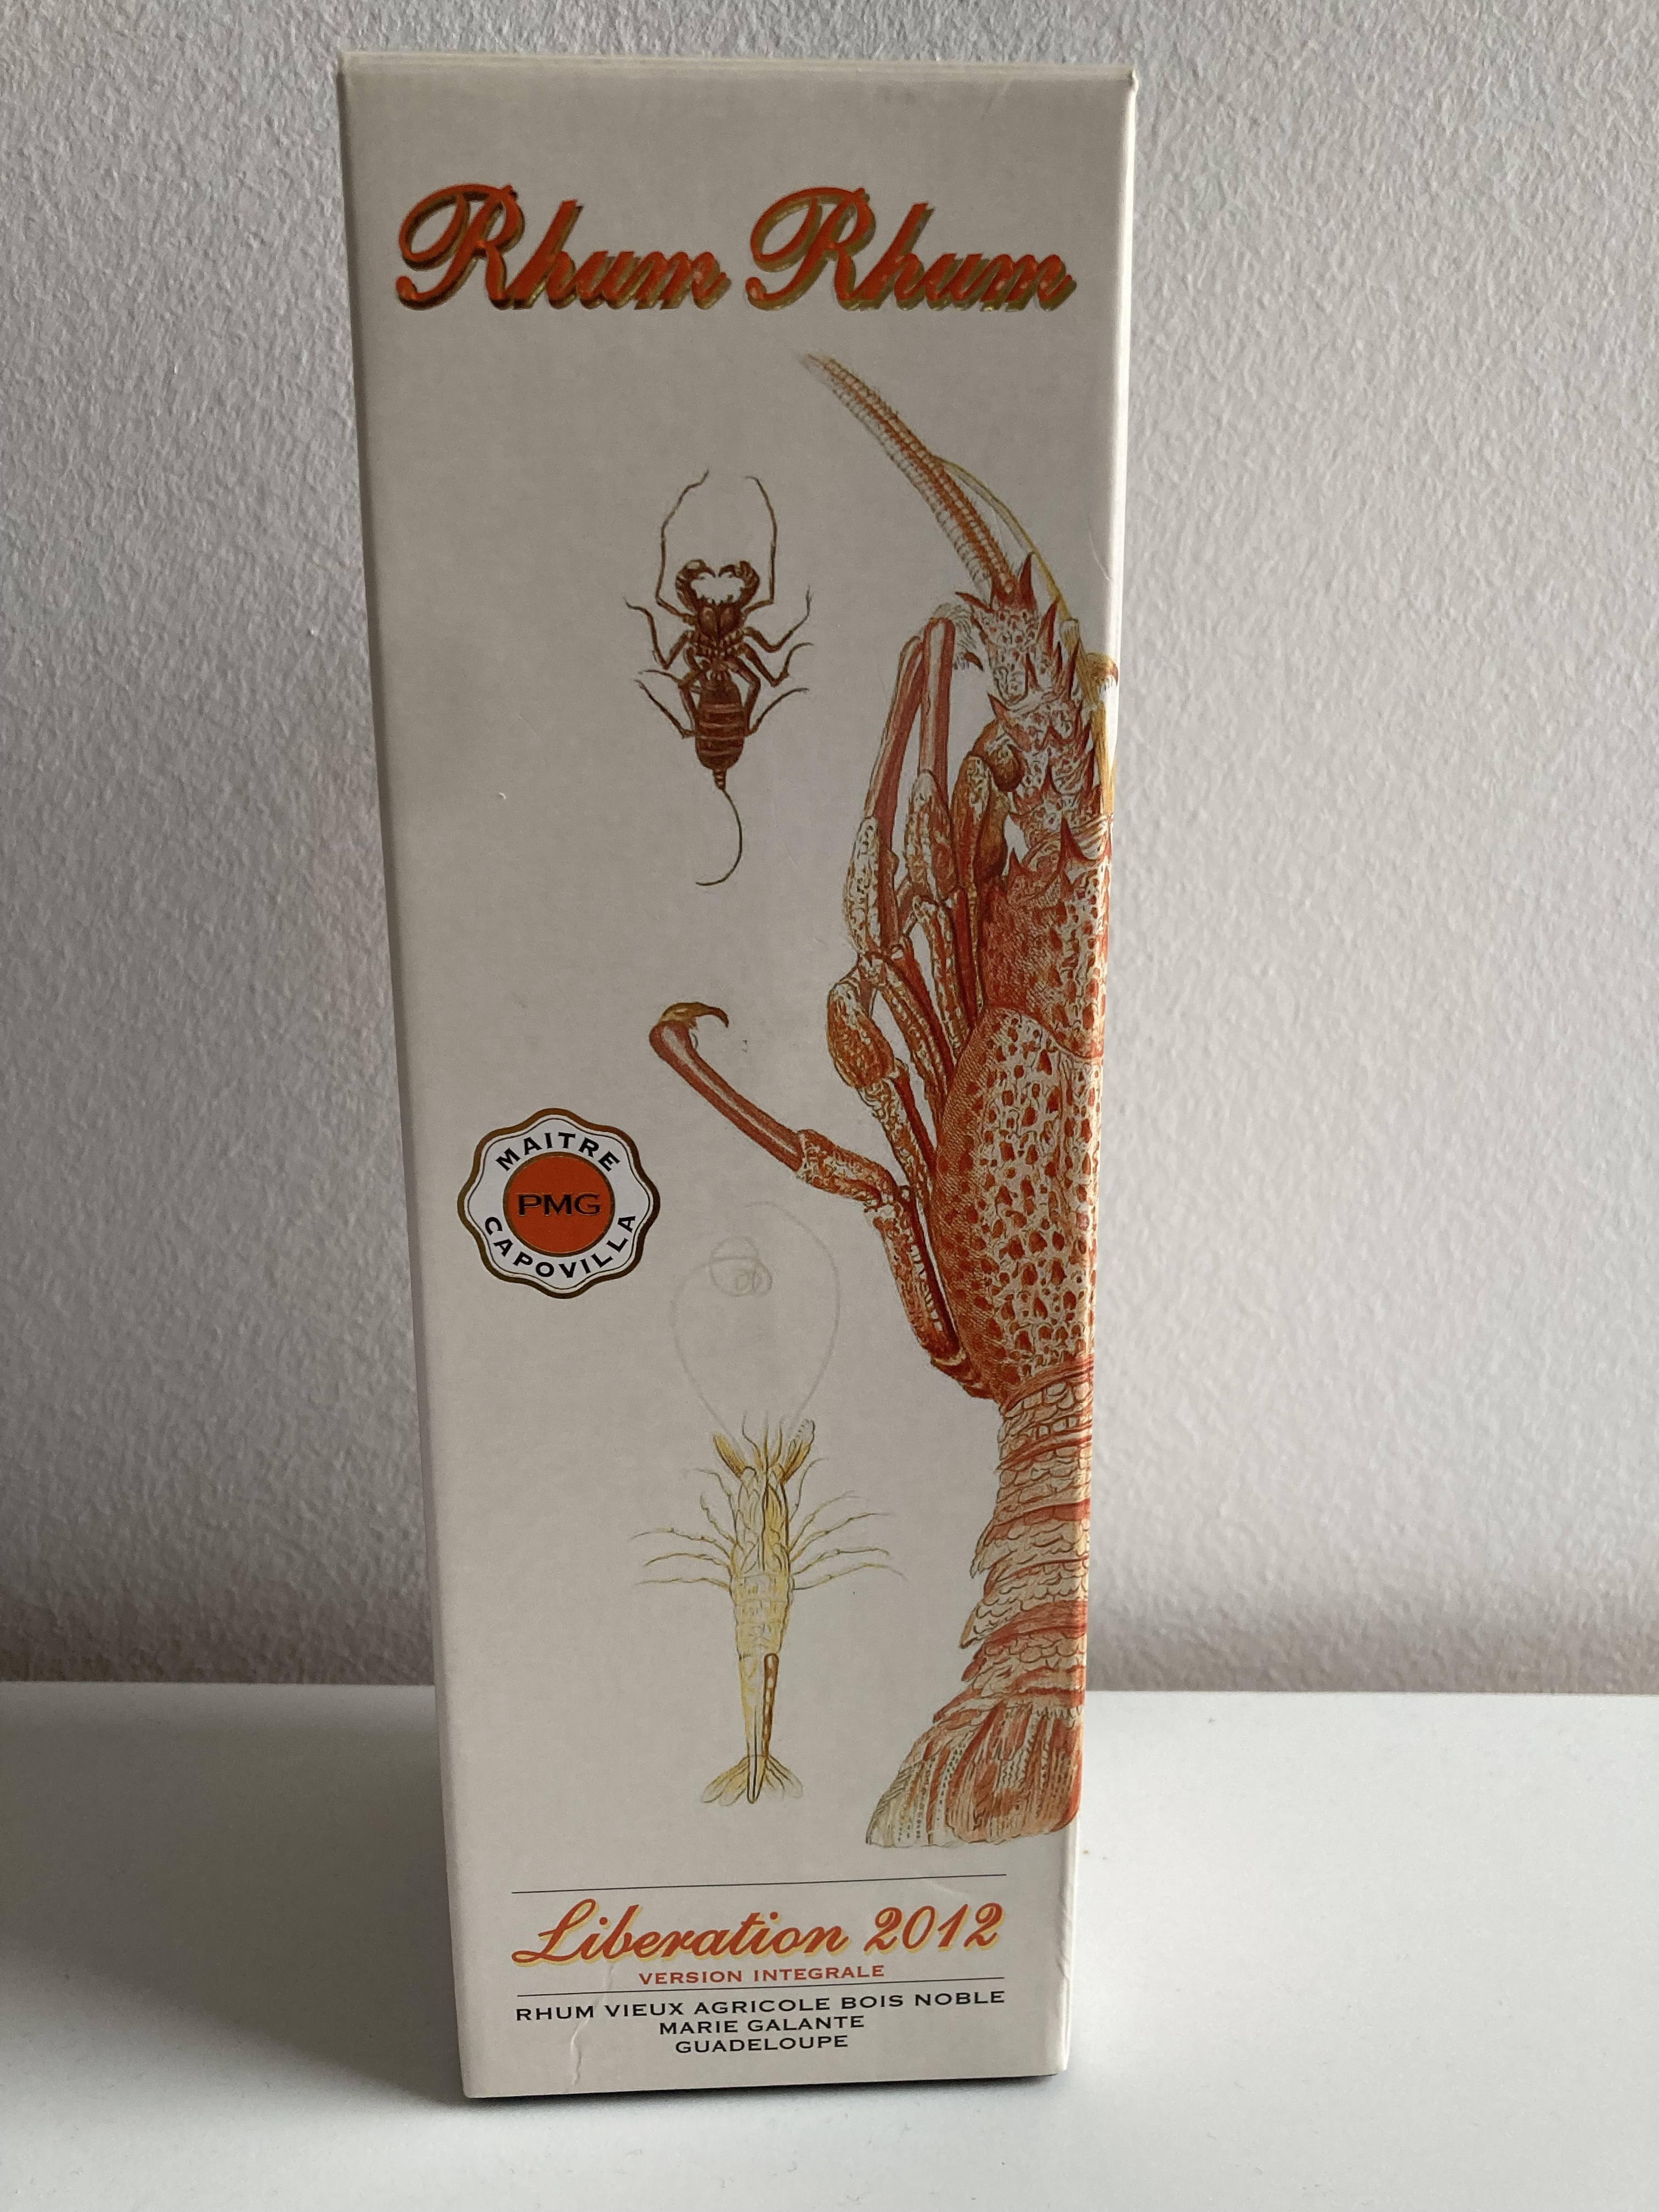 Rhum Rhum
MAITRE
PMG
CAPOVILLA
Liberation 2012
VERSION INTEGRALE
RHUM VIEUX AGRICOLE BOIS NOBLE
MARIE GALANTE
GUADELOUPE